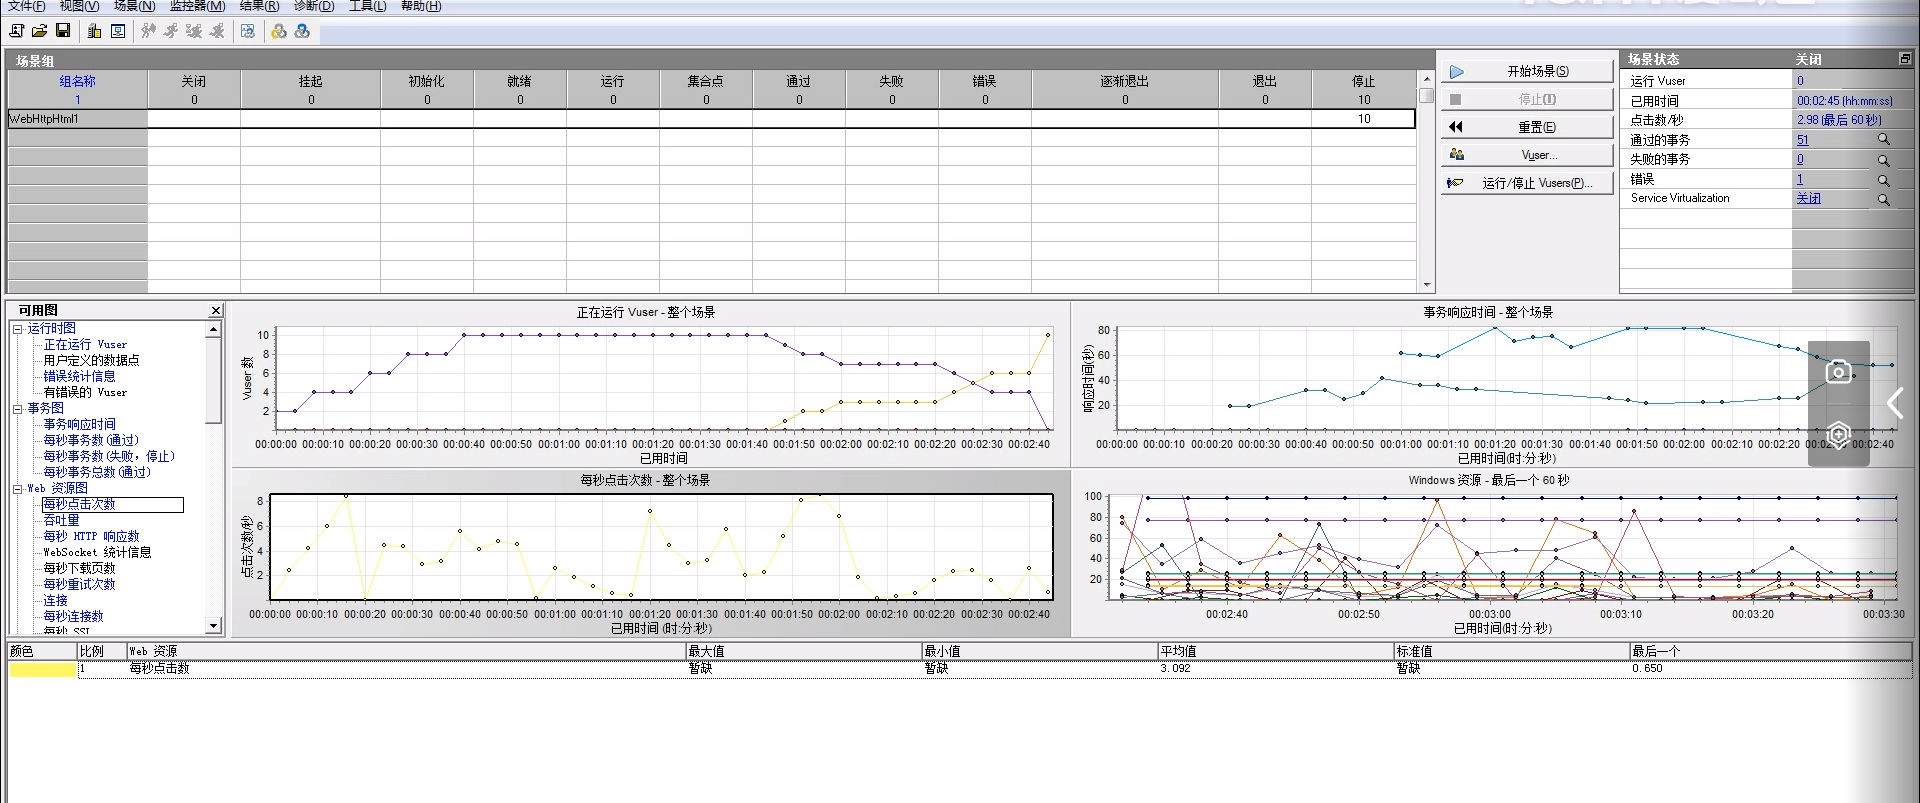 文件(F) 视图(V) 场景(N) 监控器(M) 结果(R) 诊断(D) 工具(L) 帮助(H)
场景组
组名称 关闭 挂起 初始化 就绪 运行 集合点 通过 失败 错误 逐渐退出 退出 停止
1 0 0 0 0 0 0 0 0 0 0 0 10
WebHttpHtml1 10
开始场景(S)
停止(I)
重置(E)
Vuser...
运行/停止 Vusers(P)...
场景状态 关闭
运行 Vuser 0
已用时间 00:02:45 (hh:mm:ss)
点击数/秒 2.98 (最后 60 秒)
通过的事务 51
失败的事务 0
错误 1
Service Virtualization 关闭
可用图
运行时图
正在运行 Vuser
用户定义的数据点
错误统计信息
有错误的 Vuser
事务图
事务响应时间
每秒事务数(通过)
每秒事务数(失败, 停止)
每秒事务总数(通过)
Web 资源图
每秒点击次数
吞吐量
每秒 HTTP 响应数
WebSocket 统计信息
每秒下载页数
每秒重试次数
连接
每秒连接数
每秒 SSL
正在运行 Vuser - 整个场景
Vuser 数
10
8
6
4
2
00:00:00 00:00:10 00:00:20 00:00:30 00:00:40 00:00:50 00:01:00 00:01:10 00:01:20 00:01:30 00:01:40 00:01:50 00:02:00 00:02:10 00:02:20 00:02:30 00:02:40
已用时间
事务响应时间 - 整个场景
响应时间(秒)
80
60
40
20
00:00:00 00:00:10 00:00:20 00:00:30 00:00:40 00:00:50 00:01:00 00:01:10 00:01:20 00:01:30 00:01:40 00:01:50 00:02:00 00:02:10 00:02:20 00:02:40
已用时间(时:分:秒)
每秒点击次数 - 整个场景
点击次数/秒
8
6
4
2
00:00:00 00:00:10 00:00:20 00:00:30 00:00:40 00:00:50 00:01:00 00:01:10 00:01:20 00:01:30 00:01:40 00:01:50 00:02:00 00:02:10 00:02:20 00:02:30 00:02:40
已用时间 (时:分:秒)
Windows 资源 - 最后一个 60 秒
100
80
60
40
20
00:02:40 00:02:50 00:03:00 00:03:10 00:03:20 00:03:30
已用时间(时:分:秒)
颜色 比例 Web 资源 最大值 最小值 平均值 标准值 最后一个
1 每秒点击数 暂缺 暂缺 3.092 暂缺 0.650